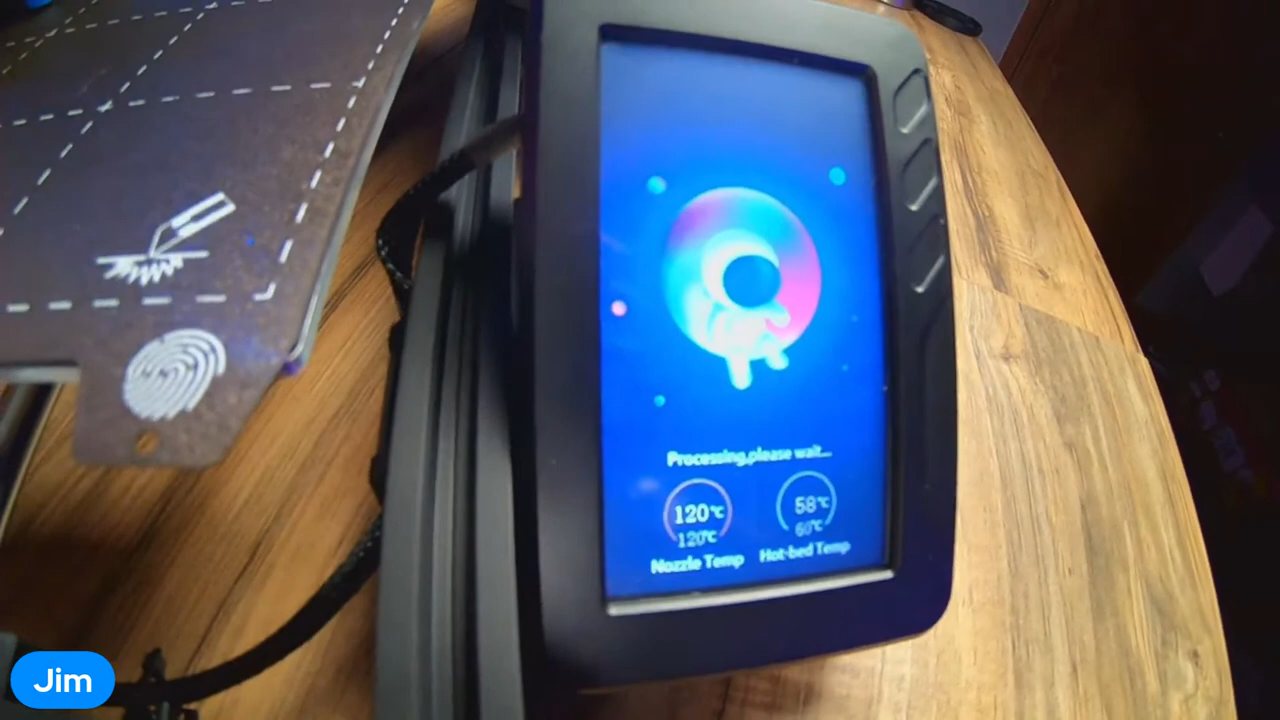 Processing,please wait...
120℃
120℃
Nozzle Temp
58℃
60℃
Hot-bed Temp
Jim